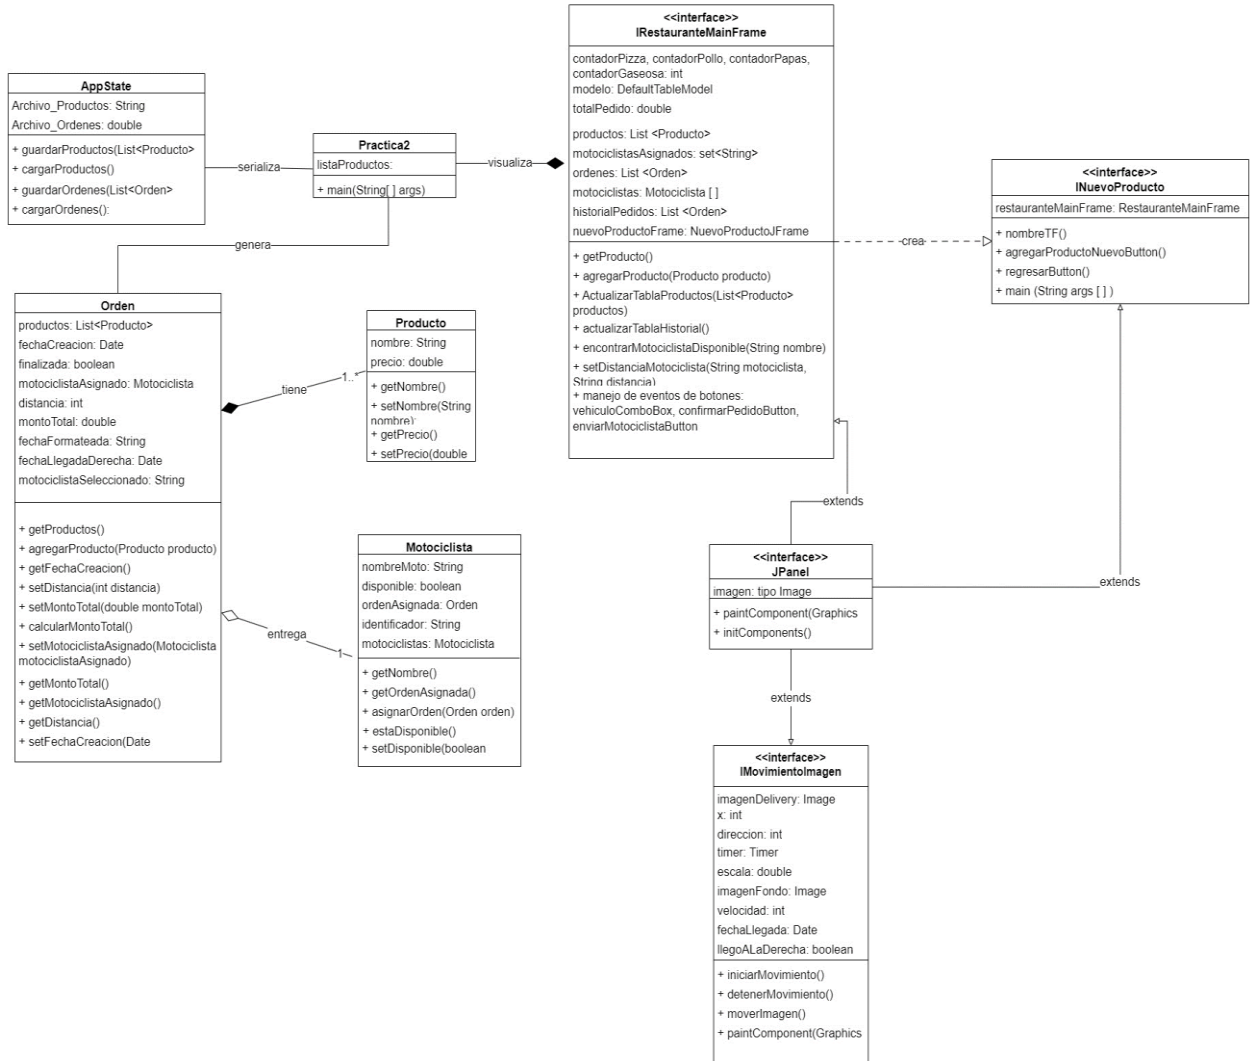 AppState
Archivo_Productos: String
Archivo_Ordenes: double
+ guardarProductos(List<Producto>
+ cargarProductos()
+ guardarOrdenes(List<Orden>
+ cargarOrdenes():
serializa
Practica2
listaProductos:
+ main(String[ ] args)
visualiza
genera
<<interface>>
IRestauranteMainFrame
contadorPizza, contadorPollo, contadorPapas,
contadorGaseosa: int
modelo: DefaultTableModel
totalPedido: double
productos: List <Producto>
motociclistasAsignados: set<String>
ordenes: List <Orden>
motociclistas: Motociclista [ ]
historialPedidos: List <Orden>
nuevoProductoFrame: NuevoProductoJFrame
+ getProducto()
+ agregarProducto(Producto producto)
+ ActualizarTablaProductos(List<Producto>
productos)
+ actualizarTablaHistorial()
+ encontrarMotociclistaDisponible(String nombre)
+ setDistanciaMotociclista(String motociclista,
String distancia)
+ manejo de eventos de botones:
vehiculoComboBox, confirmarPedidoButton,
enviarMotociclistaButton
crea
<<interface>>
INuevoProducto
restauranteMainFrame: RestauranteMainFrame
+ nombreTF()
+ agregarProductoNuevoButton()
+ regresarButton()
+ main (String args [ ] )
Orden
productos: List<Producto>
fechaCreacion: Date
finalizada: boolean
motociclistaAsignado: Motociclista
distancia: int
montoTotal: double
fechaFormateada: String
fechaLlegadaDerecha: Date
motociclistaSeleccionado: String
+ getProductos()
+ agregarProducto(Producto producto)
+ getFechaCreacion()
+ setDistancia(int distancia)
+ setMontoTotal(double montoTotal)
+ calcularMontoTotal()
+ setMotociclistaAsignado(Motociclista
motociclistaAsignado)
+ getMontoTotal()
+ getMotociclistaAsignado()
+ getDistancia()
+ setFechaCreacion(Date
tiene
1..*
Producto
nombre: String
precio: double
+ getNombre()
+ setNombre(String
nombre):
+ getPrecio()
+ setPrecio(double
entrega
1
Motociclista
nombreMoto: String
disponible: boolean
ordenAsignada: Orden
identificador: String
motociclistas: Motociclista
+ getNombre()
+ getOrdenAsignada()
+ asignarOrden(Orden orden)
+ estaDisponible()
+ setDisponible(boolean
extends
<<interface>>
JPanel
imagen: tipo Image
+ paintComponent(Graphics
+ initComponents()
extends
extends
<<interface>>
IMovimientoImagen
imagenDelivery: Image
x: int
direccion: int
timer: Timer
escala: double
imagenFondo: Image
velocidad: int
fechaLlegada: Date
llegoALaDerecha: boolean
+ iniciarMovimiento()
+ detenerMovimiento()
+ moverImagen()
+ paintComponent(Graphics